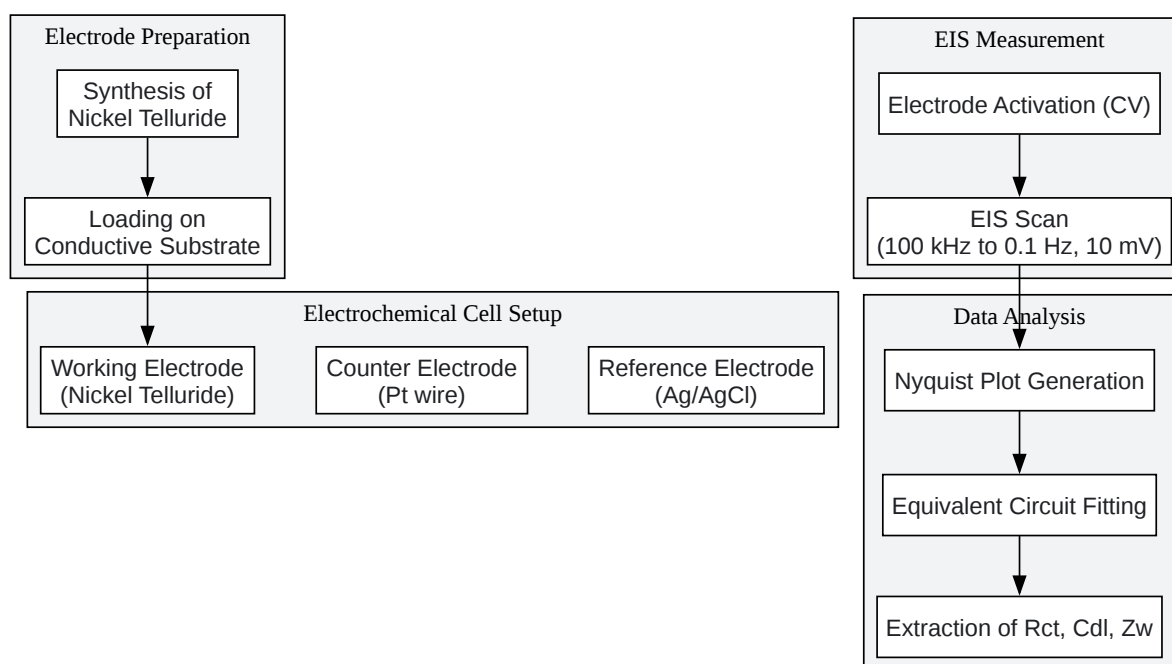 Electrode Preparation
Synthesis of
Nickel Telluride
Loading on
Conductive Substrate
Electrochemical Cell Setup
Working Electrode
(Nickel Telluride)
Counter Electrode
(Pt wire)
Reference Electrode
(Ag/AgCl)
EIS Measurement
Electrode Activation (CV)
EIS Scan
(100 kHz to 0.1 Hz, 10 mV)
Data Analysis
Nyquist Plot Generation
Equivalent Circuit Fitting
Extraction of Rct, Cdl, Zw